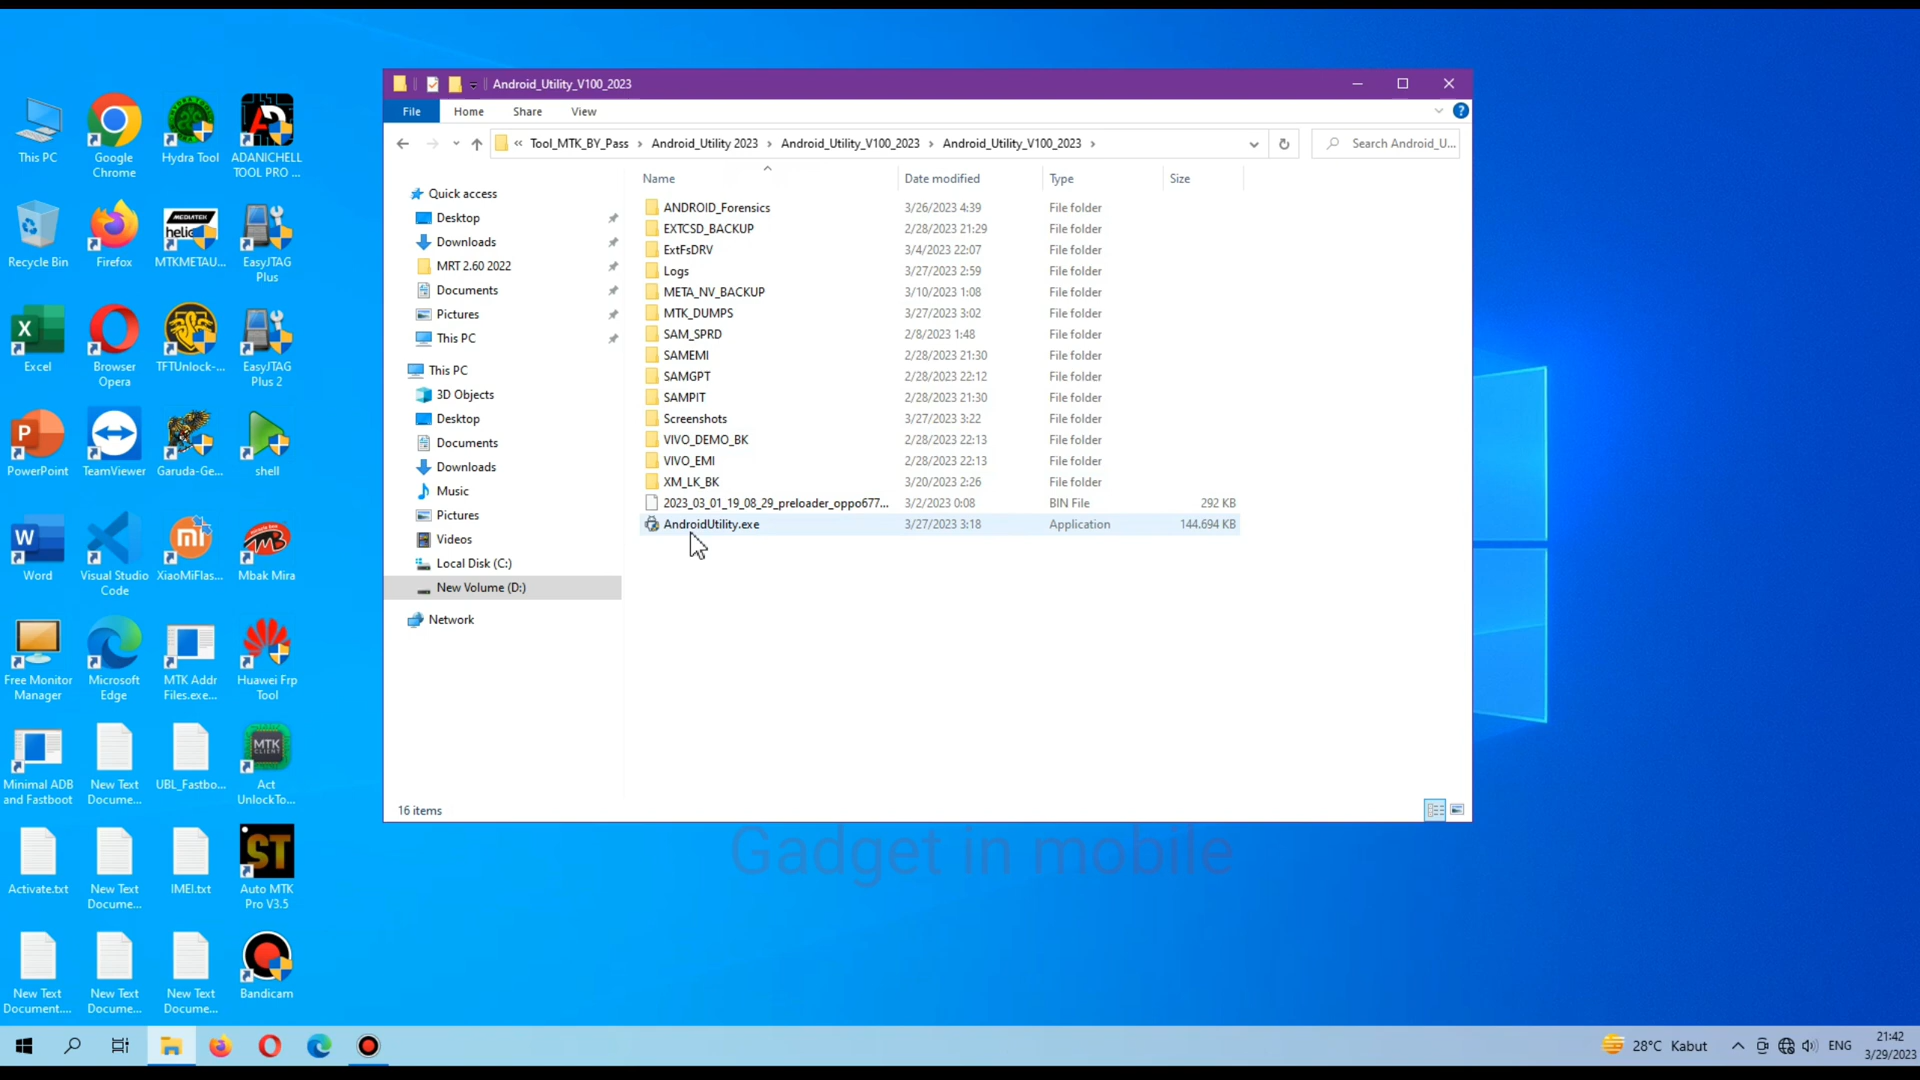 This PC
Google
Chrome
Hydra Tool
ADANICHELL
TOOL PRO ...
Recycle Bin
Firefox
MEDIATEK
helio
MTKMETAU...
EasyJTAG
Plus
Excel
Browser
Opera
TFTUnlock-...
EasyJTAG
Plus 2
PowerPoint
TeamViewer
Garuda-Ge...
shell
Word
Visual Studio
Code
XiaoMiFlas...
Mbak Mira
Free Monitor
Manager
Microsoft
Edge
MTK Addr
Files.exe...
Huawei Frp
Tool
Minimal ADB
and Fastboot
New Text
Docume...
UBL_Fastbo...
MTK
CLIENT
Act
UnlockTo...
Activate.txt
New Text
Docume...
IMEI.txt
ST
Auto MTK
Pro V3.5
New Text
Document....
New Text
Docume...
New Text
Docume...
Bandicam
Android_Utility_V100_2023
File Home Share View
« Tool_MTK_BY_Pass > Android_Utility 2023 > Android_Utility_V100_2023 > Android_Utility_V100_2023 >
Search Android_U...
Quick access
Desktop
Downloads
MRT 2.60 2022
Documents
Pictures
This PC
This PC
3D Objects
Desktop
Documents
Downloads
Music
Pictures
Videos
Local Disk (C:)
New Volume (D:)
Network
Name Date modified Type Size
ANDROID_Forensics 3/26/2023 4:39 File folder
EXTCSD_BACKUP 2/28/2023 21:29 File folder
ExtFsDRV 3/4/2023 22:07 File folder
Logs 3/27/2023 2:59 File folder
META_NV_BACKUP 3/10/2023 1:08 File folder
MTK_DUMPS 3/27/2023 3:02 File folder
SAM_SPRD 2/8/2023 1:48 File folder
SAMEMI 2/28/2023 21:30 File folder
SAMGPT 2/28/2023 22:12 File folder
SAMPIT 2/28/2023 21:30 File folder
Screenshots 3/27/2023 3:22 File folder
VIVO_DEMO_BK 2/28/2023 22:13 File folder
VIVO_EMI 2/28/2023 22:13 File folder
XM_LK_BK 3/20/2023 2:26 File folder
2023_03_01_19_08_29_preloader_oppo677... 3/2/2023 0:08 BIN File 292 KB
AndroidUtility.exe 3/27/2023 3:18 Application 144.694 KB
16 items
Gadget in mobile
28°C Kabut
ENG
21:42
3/29/2023